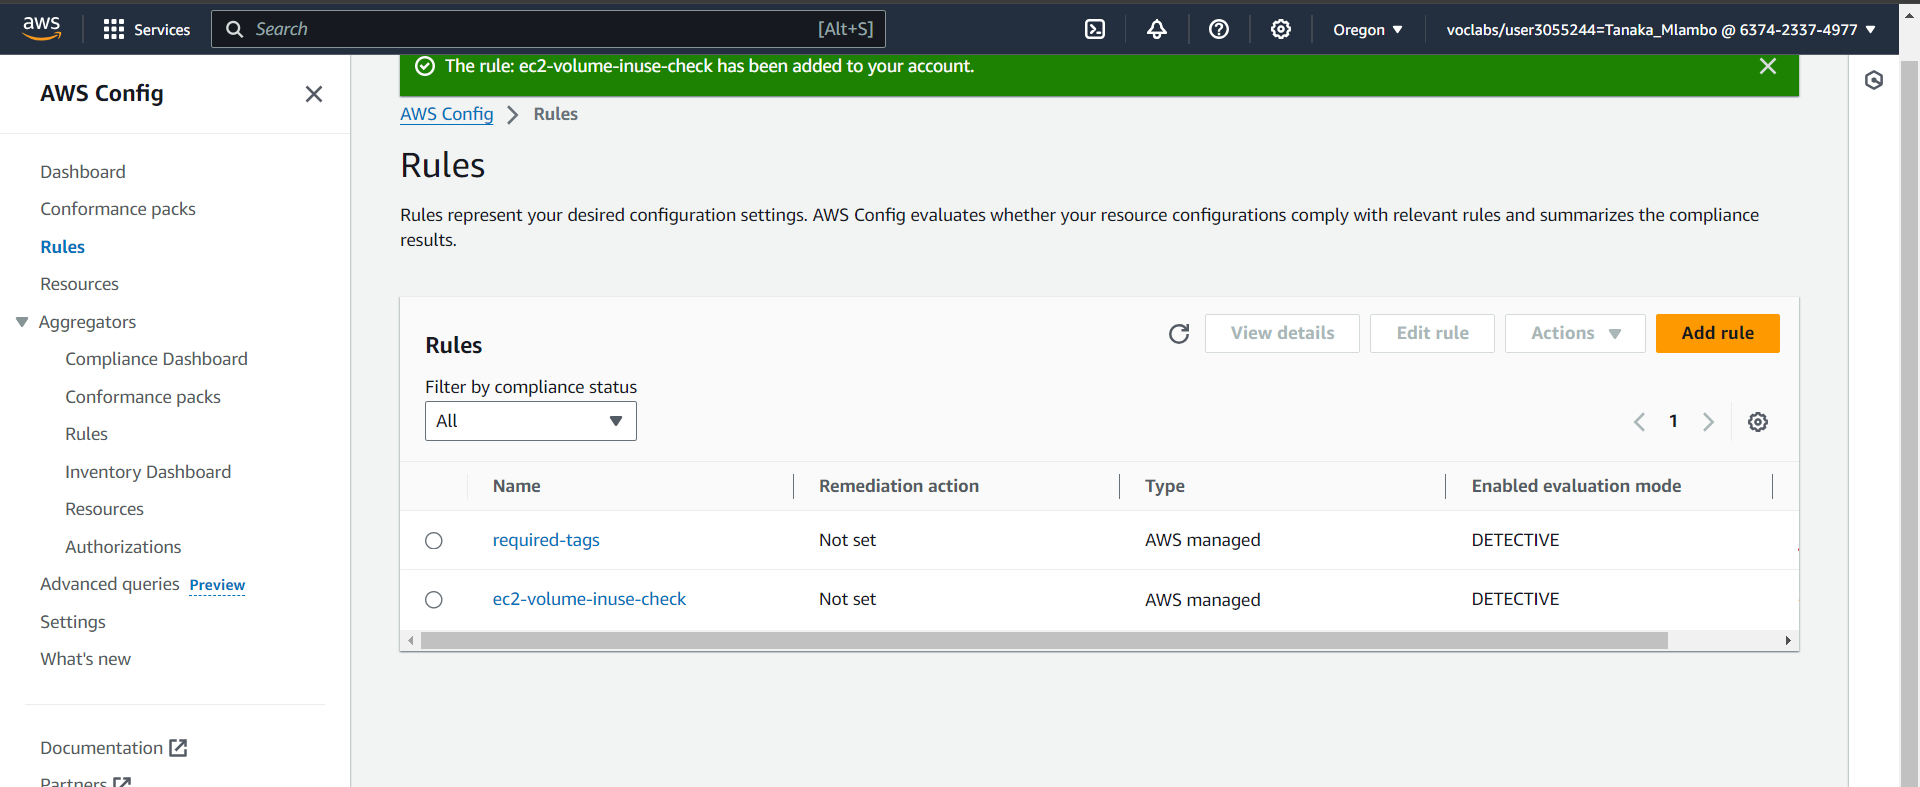 aws
Services
Search [Alt+S]
Oregon
voclabs/user3055244=Tanaka_Mlambo @ 6374-2337-4977
AWS Config
Dashboard
Conformance packs
Rules
Resources
Aggregators
Compliance Dashboard
Conformance packs
Rules
Inventory Dashboard
Resources
Authorizations
Advanced queries Preview
Settings
What's new
Documentation
Partners
The rule: ec2-volume-inuse-check has been added to your account.
AWS Config > Rules
Rules
Rules represent your desired configuration settings. AWS Config evaluates whether your resource configurations comply with relevant rules and summarizes the compliance
results.
Rules
View details
Edit rule
Actions
Add rule
Filter by compliance status
All
1
Name Remediation action Type Enabled evaluation mode
required-tags Not set AWS managed DETECTIVE
ec2-volume-inuse-check Not set AWS managed DETECTIVE